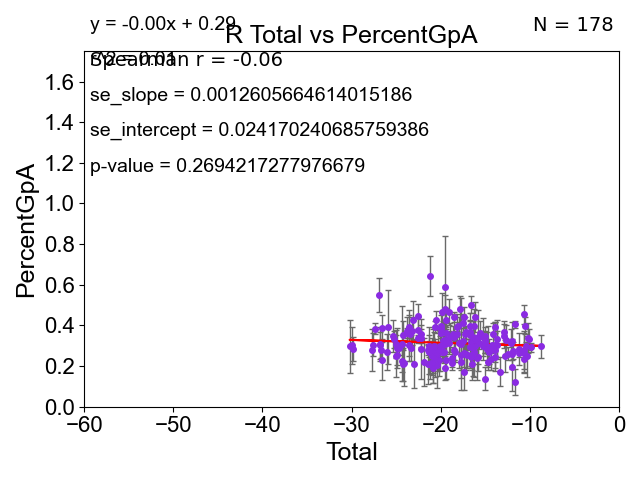 y = -0.00x + 0.29
N = 178
R Total vs PercentGpA
Spearman r = -0.06
se_slope = 0.0012605664614015186
se_intercept = 0.024170240685759386
p-value = 0.2694217277976679
PercentGpA
1.6
1.4
1.2
1.0
0.8
0.6
0.4
0.2
0.0
−60
−50
−40
−30
−20
−10
0
Total